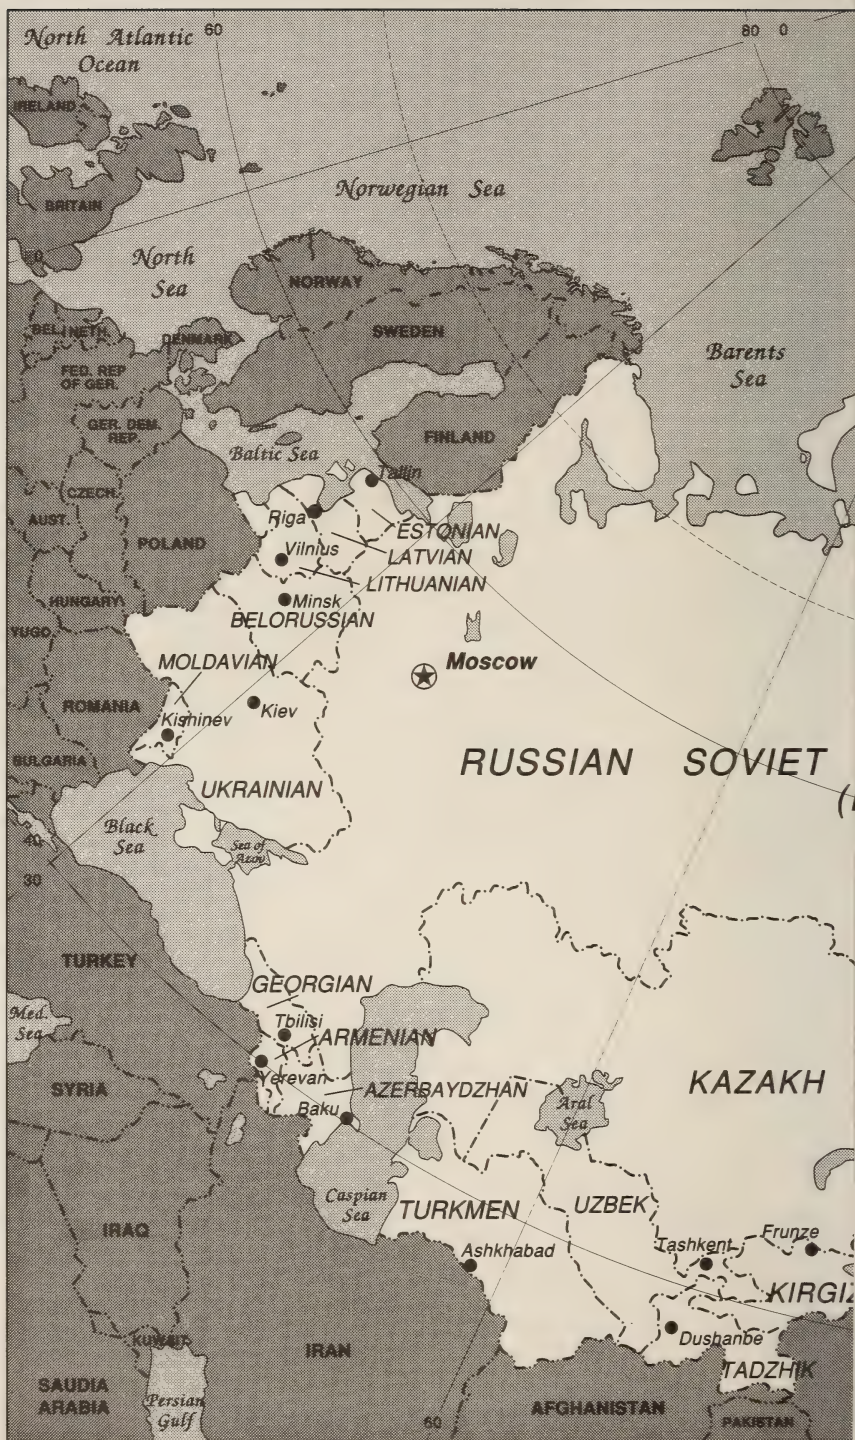 North Atlantic
Ocean
60
80
0
IRELAND
BRITAIN
Norwegian Sea
North
Sea
NORWAY
SWEDEN
BEL.
NETH.
DENMARK
FED. REP
OF GER.
Barents
Sea
GER. DEM.
REP.
FINLAND
Baltic Sea
Tallin
CZECH.
AUST.
POLAND
Riga
ESTONIAN
Vilnius
LATVIAN
LITHUANIAN
HUNGARY
Minsk
BELORUSSIAN
YUGO.
MOLDAVIAN
Moscow
ROMANIA
Kishinev
Kiev
BULGARIA
RUSSIAN SOVIET
UKRAINIAN
Black
Sea
Sea of
Azov
40
30
TURKEY
GEORGIAN
Med.
Sea
Tbilisi
ARMENIAN
Yerevan
SYRIA
AZERBAYDZHAN
Baku
Aral
Sea
KAZAKH
Caspian
Sea
TURKMEN
UZBEK
IRAQ
Ashkhabad
Tashkent
Frunze
KIRGIZ
KUWAIT
IRAN
Dushanbe
TADZHIK
SAUDIA
ARABIA
Persian
Gulf
60
AFGHANISTAN
PAKISTAN